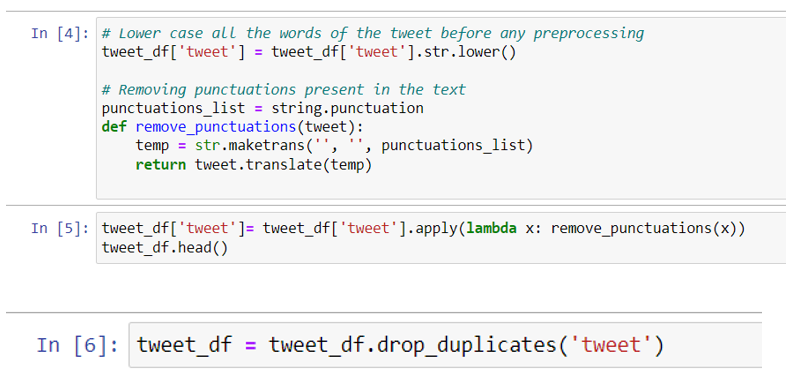 In [4]: # Lower case all the words of the tweet before any preprocessing
tweet_df['tweet'] = tweet_df['tweet'].str.lower()
# Removing punctuations present in the text
punctuations_list = string.punctuation
def remove_punctuations(tweet):
    temp = str.maketrans('', '', punctuations_list)
    return tweet.translate(temp)
In [5]: tweet_df['tweet']= tweet_df['tweet'].apply(lambda x: remove_punctuations(x))
tweet_df.head()
In [6]: tweet_df = tweet_df.drop_duplicates('tweet')